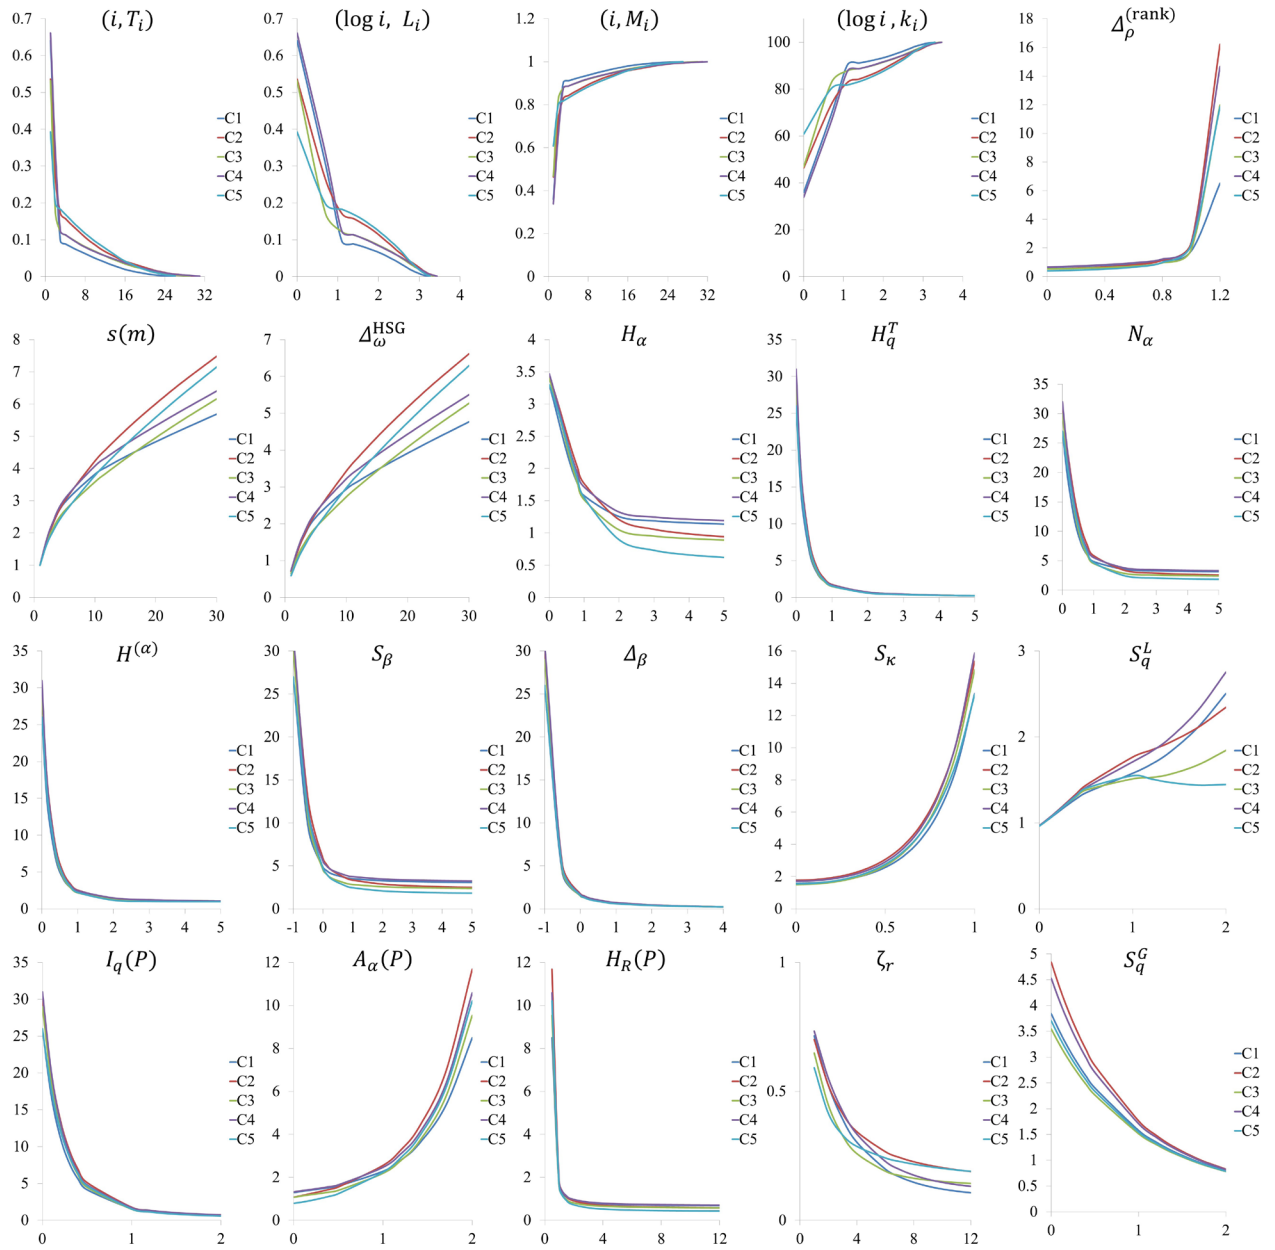 (i, Tᵢ)
0.7
0.6
0.5
0.4
0.3
0.2
0.1
0
0 8 16 24 32
C1
C2
C3
C4
C5
(log i, Lᵢ)
0.7
0.6
0.5
0.4
0.3
0.2
0.1
0
0 1 2 3 4
C1
C2
C3
C4
C5
(i, Mᵢ)
1.2
1
0.8
0.6
0.4
0.2
0
0 8 16 24 32
C1
C2
C3
C4
C5
(log i, kᵢ)
100
80
60
40
20
0
0 1 2 3 4
C1
C2
C3
C4
C5
Δ_ρ^(rank)
18
16
14
12
10
8
6
4
2
0
0 0.4 0.8 1.2
C1
C2
C3
C4
C5
s(m)
8
7
6
5
4
3
2
1
0
0 10 20 30
C1
C2
C3
C4
C5
Δ_ω^HSG
7
6
5
4
3
2
1
0
0 10 20 30
C1
C2
C3
C4
C5
H_α
4
3.5
3
2.5
2
1.5
1
0.5
0
0 1 2 3 4 5
C1
C2
C3
C4
C5
H_q^T
35
30
25
20
15
10
5
0
0 1 2 3 4 5
C1
C2
C3
C4
C5
N_α
35
30
25
20
15
10
5
0
0 1 2 3 4 5
C1
C2
C3
C4
C5
H^(α)
35
30
25
20
15
10
5
0
0 1 2 3 4 5
C1
C2
C3
C4
C5
S_β
30
25
20
15
10
5
0
-1 0 1 2 3 4
C1
C2
C3
C4
C5
Δ_β
30
25
20
15
10
5
0
-1 0 1 2 3 4
C1
C2
C3
C4
C5
S_κ
16
14
12
10
8
6
4
2
0
0 0.5 1
C1
C2
C3
C4
C5
S_q^L
3
2
1
0
0 1 2
C1
C2
C3
C4
C5
I_q(P)
35
30
25
20
15
10
5
0
0 1 2
C1
C2
C3
C4
C5
A_α(P)
12
10
8
6
4
2
0
0 1 2
C1
C2
C3
C4
C5
H_R(P)
12
10
8
6
4
2
0
0 4 8 12
C1
C2
C3
C4
C5
ζ_r
1
0.5
0
0 4 8 12
C1
C2
C3
C4
C5
S_q^G
5
4.5
4
3.5
3
2.5
2
1.5
1
0.5
0
0 1 2
C1
C2
C3
C4
C5